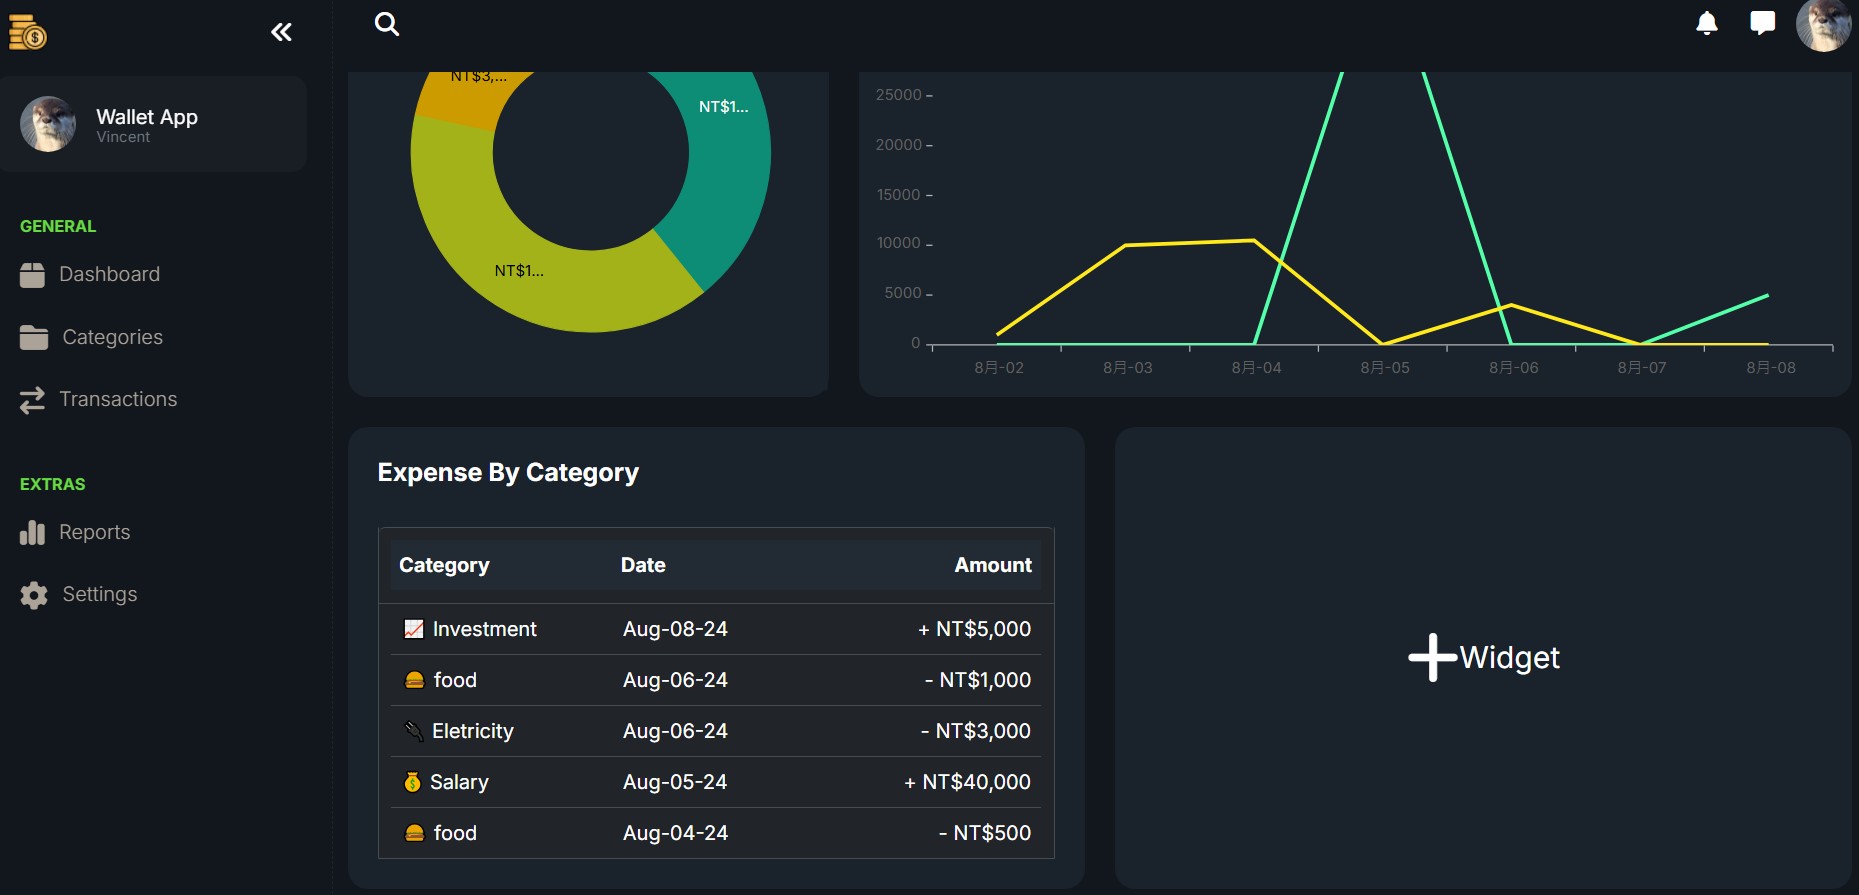 Wallet App
Vincent
GENERAL
Dashboard
Categories
Transactions
EXTRAS
Reports
Settings
NT$3,...
NT$1...
NT$1...
25000
20000
15000
10000
5000
0
8月-02 8月-03 8月-04 8月-05 8月-06 8月-07 8月-08
Expense By Category
Category Date Amount
Investment Aug-08-24 + NT$5,000
food Aug-06-24 - NT$1,000
Eletricity Aug-06-24 - NT$3,000
Salary Aug-05-24 + NT$40,000
food Aug-04-24 - NT$500
Widget